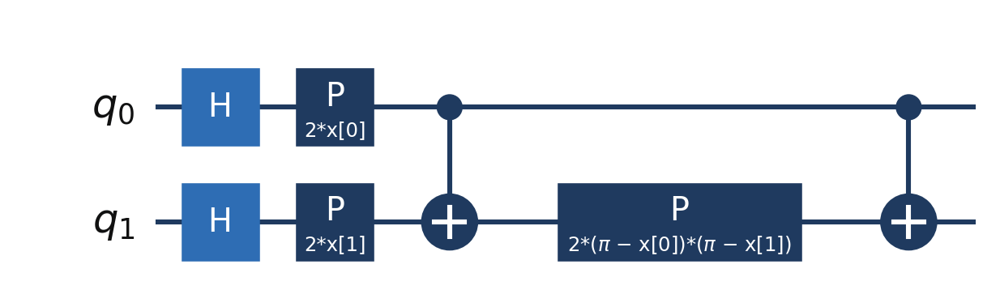 q₀ H P
2*x[0]
q₁ H P P
2*x[1] 2*(π − x[0])*(π − x[1])